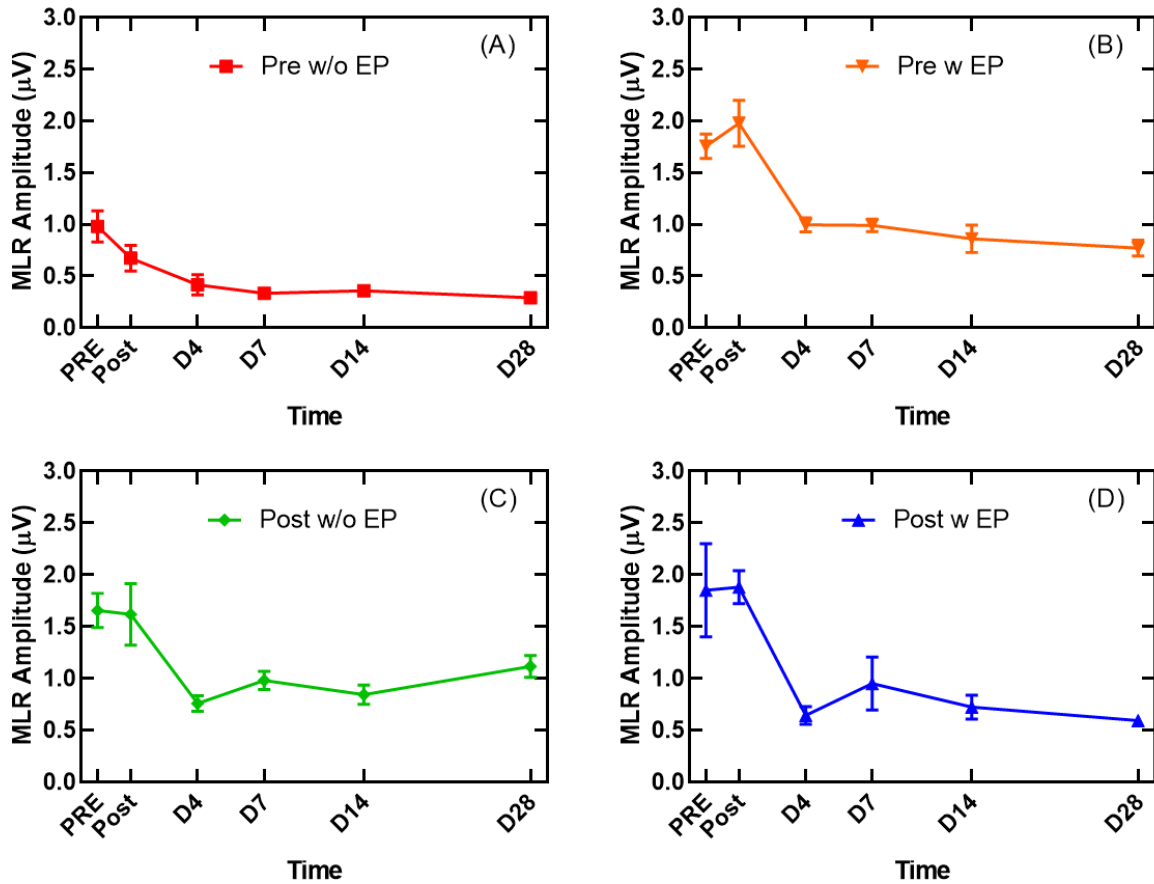 (A)
Pre w/o EP
MLR Amplitude (µV)
3.0
2.5
2.0
1.5
1.0
0.5
0.0
PRE
Post
D4
D7
D14
D28
Time
(B)
Pre w EP
MLR Amplitude (µV)
3.0
2.5
2.0
1.5
1.0
0.5
0.0
PRE
Post
D4
D7
D14
D28
Time
(C)
Post w/o EP
MLR Amplitude (µV)
3.0
2.5
2.0
1.5
1.0
0.5
0.0
PRE
Post
D4
D7
D14
D28
Time
(D)
Post w EP
MLR Amplitude (µV)
3.0
2.5
2.0
1.5
1.0
0.5
0.0
PRE
Post
D4
D7
D14
D28
Time